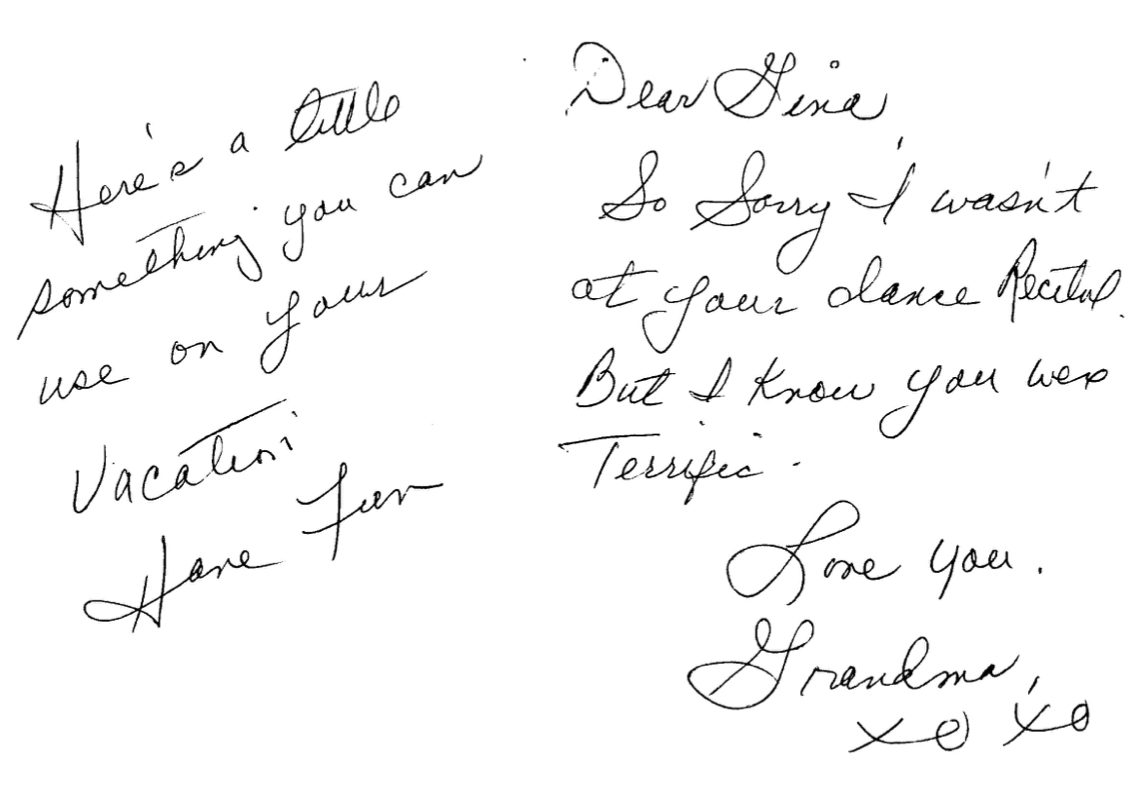 Dear Gina,
So Sorry I wasn't
at your dance Recital.
But I Know you were
Terrific.
Love you.
Grandma,
xo xo
Here's a little
something you can
use on your
Vacation
Have Fun